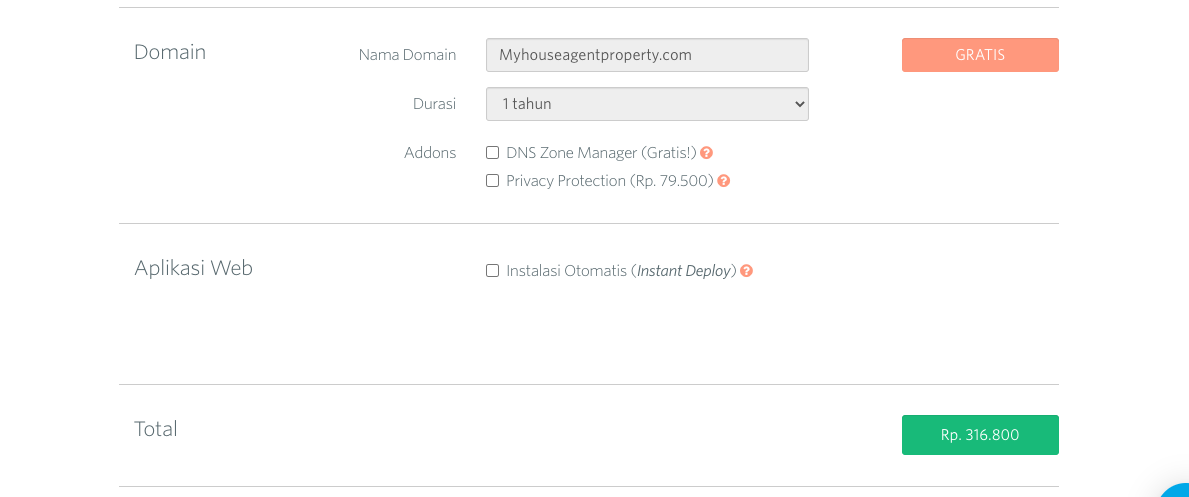 Domain
Nama Domain
Myhouseagentproperty.com
GRATIS
Durasi
1 tahun
Addons
DNS Zone Manager (Gratis!) ?
Privacy Protection (Rp. 79.500) ?
Aplikasi Web
Instalasi Otomatis (Instant Deploy) ?
Total
Rp. 316.800